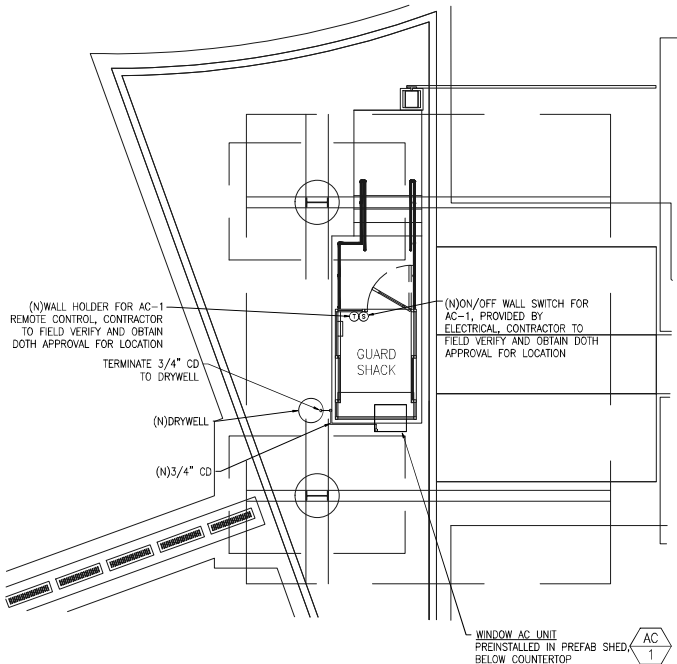 (N)WALL HOLDER FOR AC-1
REMOTE CONTROL, CONTRACTOR
TO FIELD VERIFY AND OBTAIN
DOTH APPROVAL FOR LOCATION
T S
(N)ON/OFF WALL SWITCH FOR
AC-1, PROVIDED BY
ELECTRICAL, CONTRACTOR TO
FIELD VERIFY AND OBTAIN DOTH
APPROVAL FOR LOCATION
TERMINATE 3/4" CD
TO DRYWELL
GUARD
SHACK
(N)DRYWELL
(N)3/4" CD
WINDOW AC UNIT
PREINSTALLED IN PREFAB SHED,
BELOW COUNTERTOP
AC
1